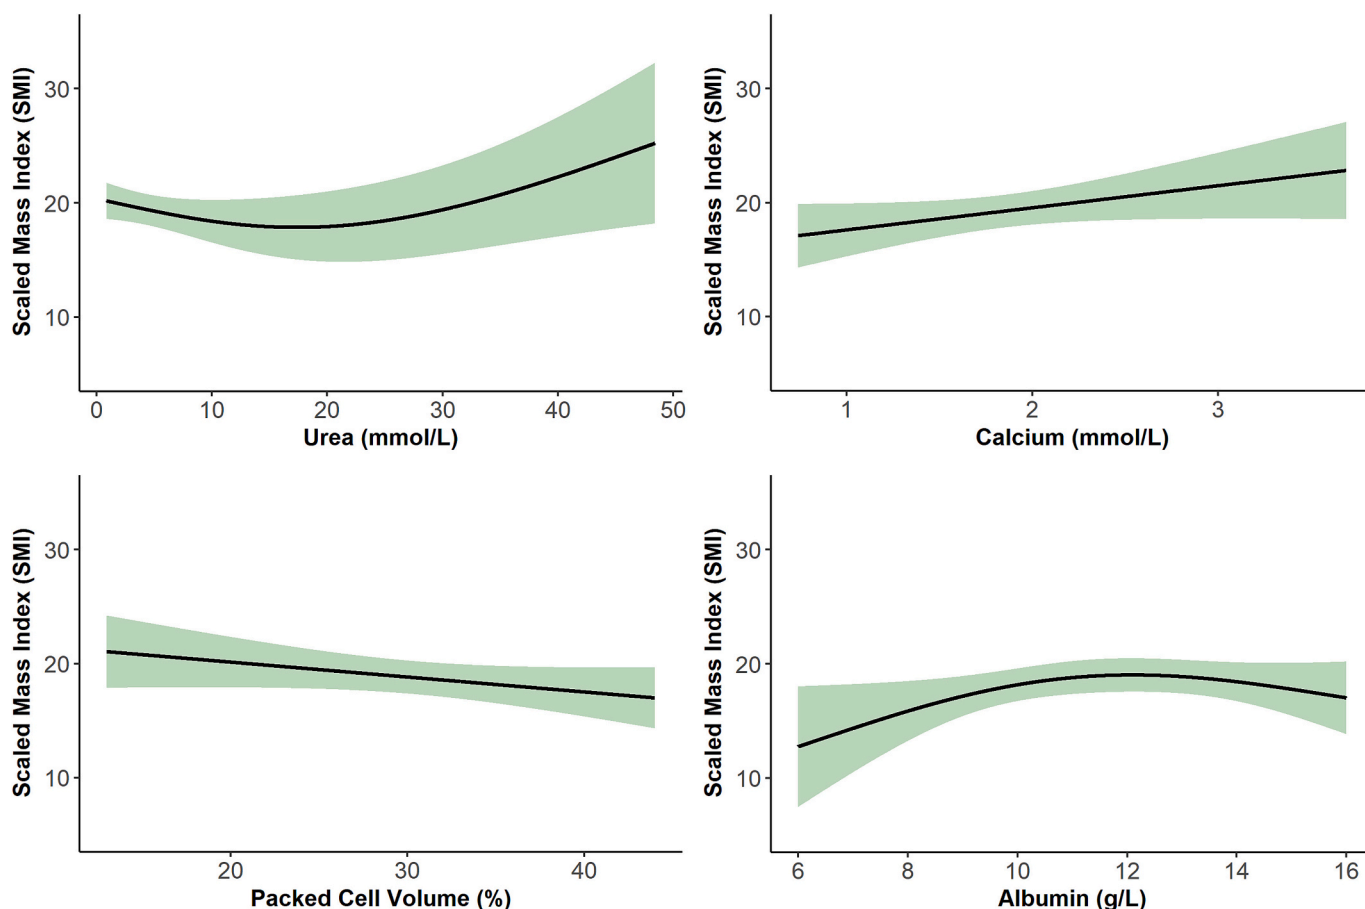 Scaled Mass Index (SMI)
30
20
10
0 10 20 30 40 50
Urea (mmol/L)
Scaled Mass Index (SMI)
30
20
10
1 2 3
Calcium (mmol/L)
Scaled Mass Index (SMI)
30
20
10
20 30 40
Packed Cell Volume (%)
Scaled Mass Index (SMI)
30
20
10
6 8 10 12 14 16
Albumin (g/L)